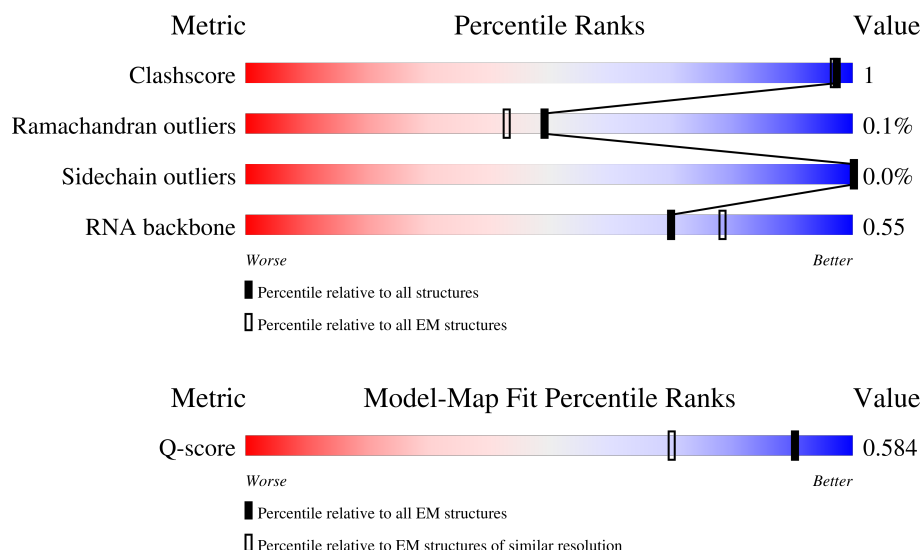 Metric Percentile Ranks Value
Clashscore 1
Ramachandran outliers 0.1%
Sidechain outliers 0.0%
RNA backbone 0.55
Worse Better
Percentile relative to all structures
Percentile relative to all EM structures
Metric Model-Map Fit Percentile Ranks Value
Q-score 0.584
Worse Better
Percentile relative to all EM structures
Percentile relative to EM structures of similar resolution